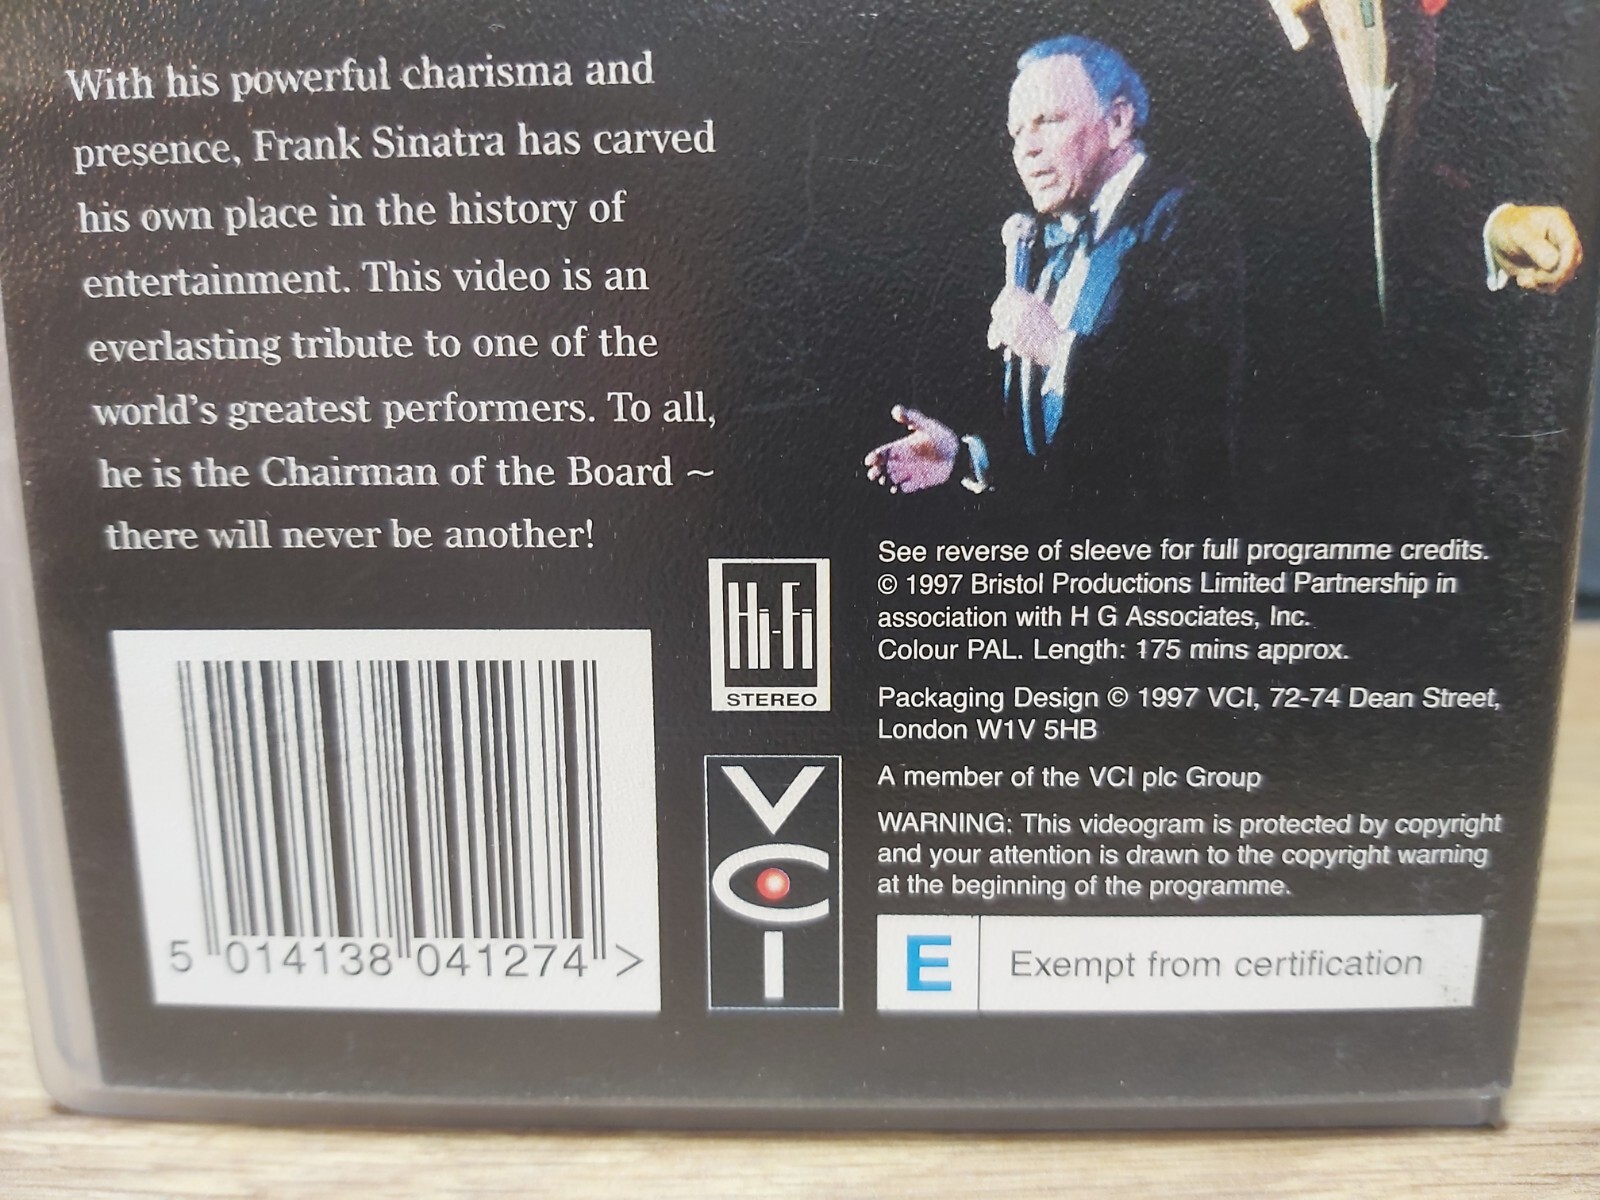 With his powerful charisma and
presence, Frank Sinatra has carved
his own place in the history of
entertainment. This video is an
everlasting tribute to one of the
world's greatest performers. To all,
he is the Chairman of the Board ~
there will never be another!
Hi-Fi
STEREO
VCI
See reverse of sleeve for full programme credits.
© 1997 Bristol Productions Limited Partnership in
association with H G Associates, Inc.
Colour PAL. Length: 175 mins approx.
Packaging Design © 1997 VCI, 72-74 Dean Street,
London W1V 5HB
A member of the VCI plc Group
WARNING: This videogram is protected by copyright
and your attention is drawn to the copyright warning
at the beginning of the programme.
E Exempt from certification
5 014138 041274 >